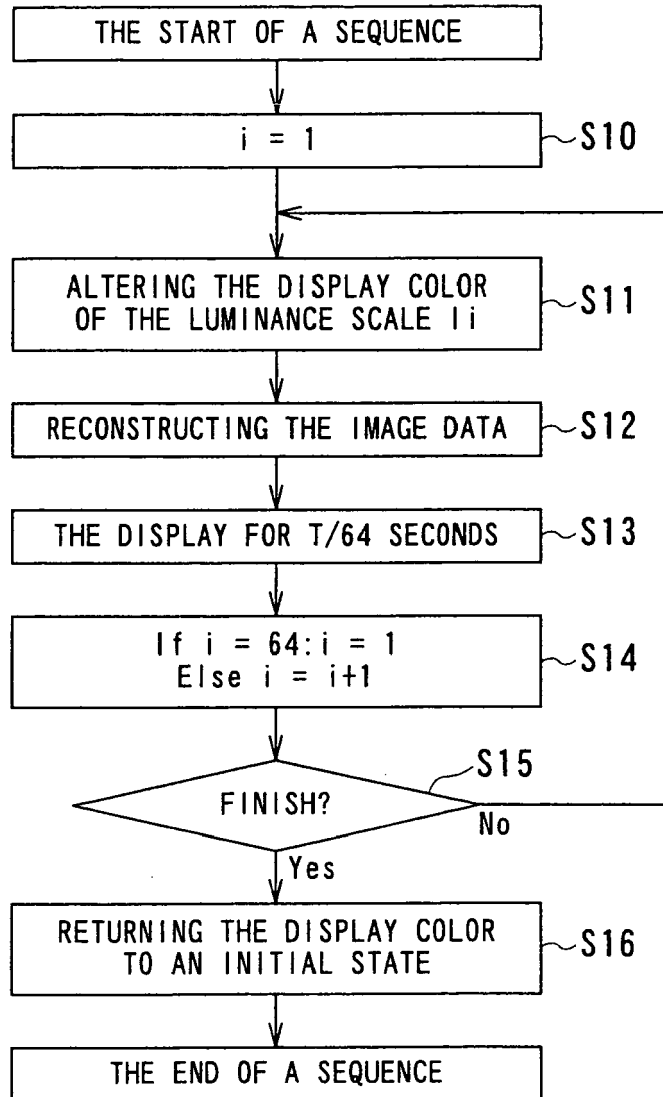 THE START OF A SEQUENCE
i = 1
S10
ALTERING THE DISPLAY COLOR
OF THE LUMINANCE SCALE Ii
S11
RECONSTRUCTING THE IMAGE DATA
S12
THE DISPLAY FOR T/64 SECONDS
S13
If i = 64:i = 1
Else i = i+1
S14
S15
FINISH?
No
Yes
RETURNING THE DISPLAY COLOR
TO AN INITIAL STATE
S16
THE END OF A SEQUENCE